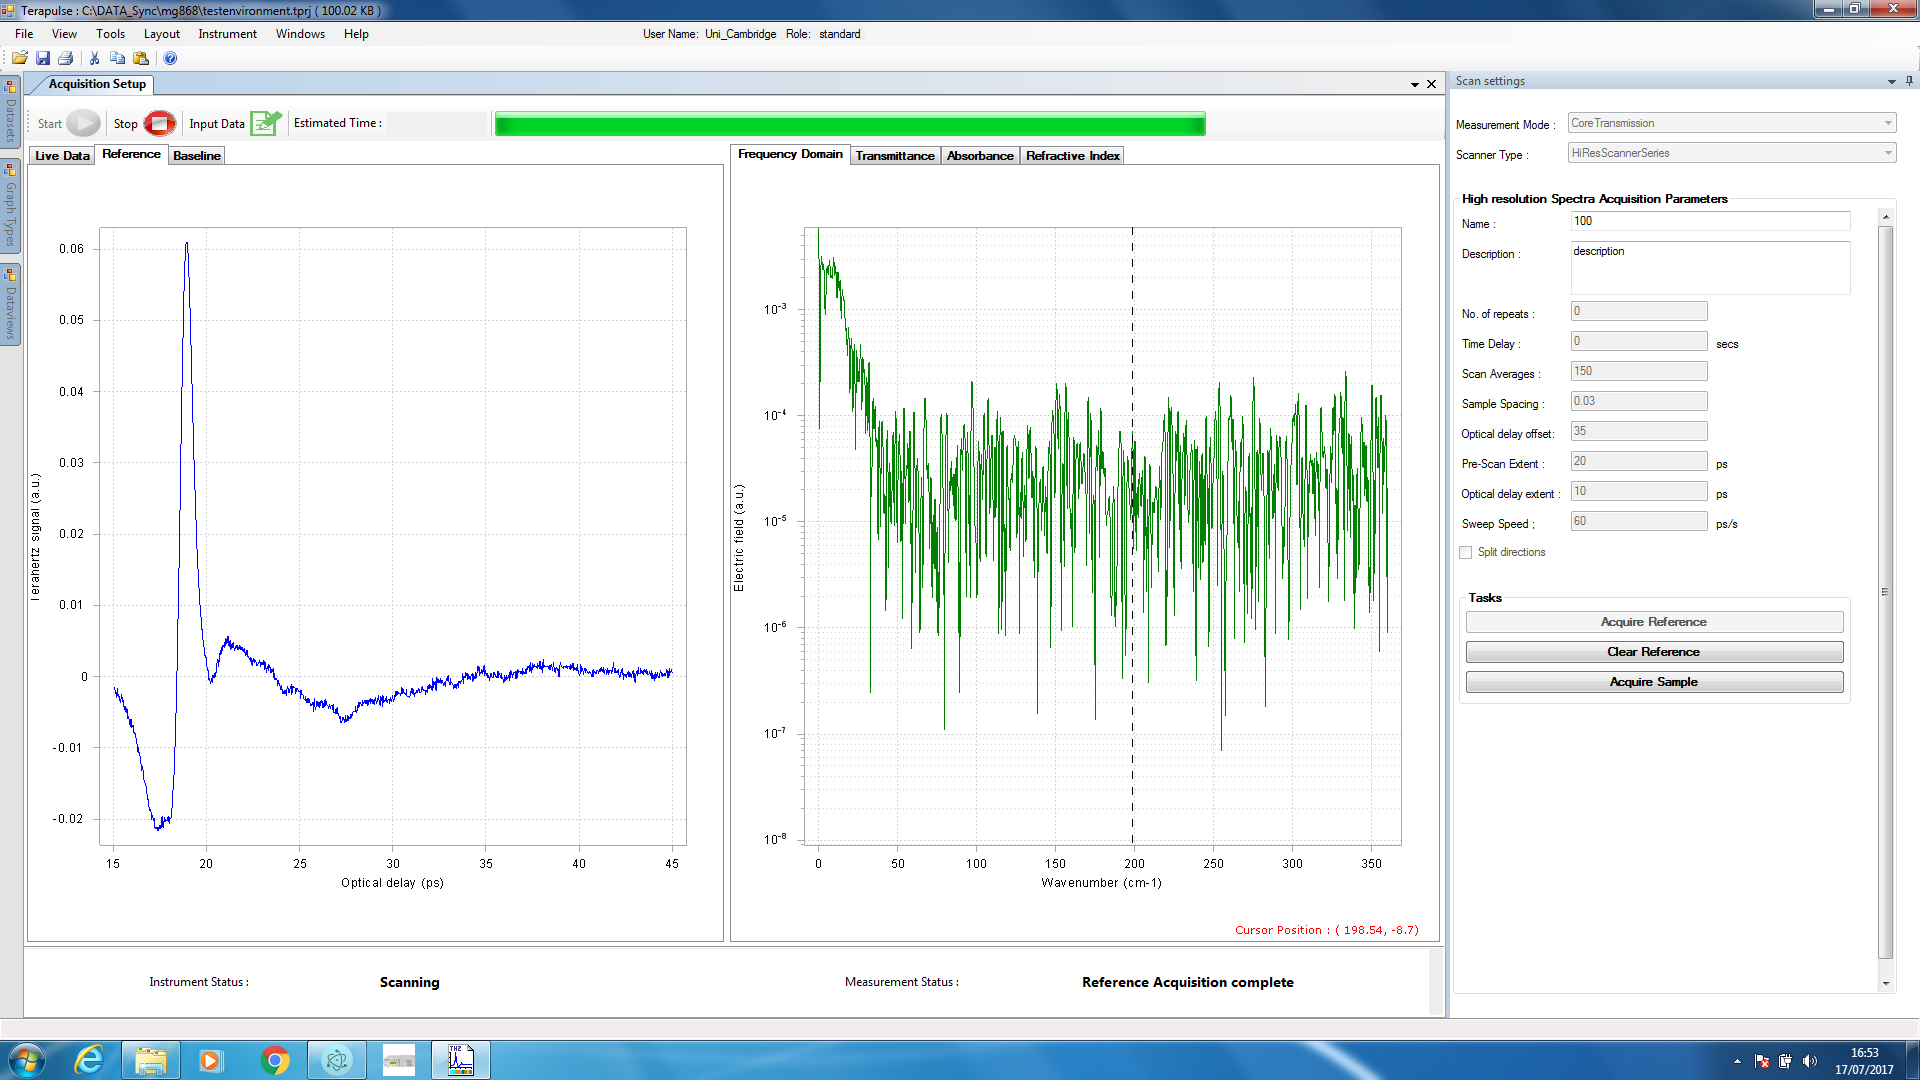 Terapulse : C:\DATA_Sync\mg868\testenvironment.tprj ( 100.02 KB )
File View Tools Layout Instrument Windows Help
User Name: Uni_Cambridge Role: standard
Datasets
Graph Types
Dataviews
Acquisition Setup
Start Stop Input Data Estimated Time :
Live Data Reference Baseline
Terahertz signal (a.u.)
0.06
0.05
0.04
0.03
0.02
0.01
0
-0.01
-0.02
15 20 25 30 35 40 45
Optical delay (ps)
Frequency Domain Transmittance Absorbance Refractive Index
Electric field (a.u.)
10-3
10-4
10-5
10-6
10-7
10-8
0 50 100 150 200 250 300 350
Wavenumber (cm-1)
Cursor Position : ( 198.54, -8.7)
Instrument Status : Scanning
Measurement Status : Reference Acquisition complete
Scan settings
Measurement Mode : CoreTransmission
Scanner Type : HiResScannerSeries
High resolution Spectra Acquisition Parameters
Name : 100
Description : description
No. of repeats : 0
Time Delay : 0 secs
Scan Averages : 150
Sample Spacing : 0.03
Optical delay offset: 35
Pre-Scan Extent : 20 ps
Optical delay extent : 10 ps
Sweep Speed ; 60 ps/s
Split directions
Tasks
Acquire Reference
Clear Reference
Acquire Sample
THZ
16:53
17/07/2017